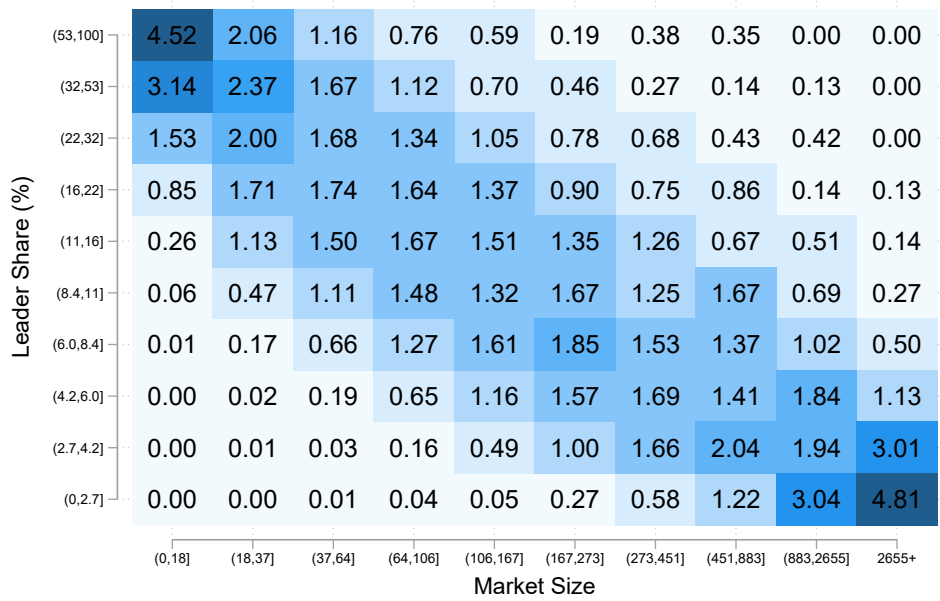 (53,100] 4.52 2.06 1.16 0.76 0.59 0.19 0.38 0.35 0.00 0.00
(32,53] 3.14 2.37 1.67 1.12 0.70 0.46 0.27 0.14 0.13 0.00
(22,32] 1.53 2.00 1.68 1.34 1.05 0.78 0.68 0.43 0.42 0.00
(16,22] 0.85 1.71 1.74 1.64 1.37 0.90 0.75 0.86 0.14 0.13
(11,16] 0.26 1.13 1.50 1.67 1.51 1.35 1.26 0.67 0.51 0.14
(8.4,11] 0.06 0.47 1.11 1.48 1.32 1.67 1.25 1.67 0.69 0.27
(6.0,8.4] 0.01 0.17 0.66 1.27 1.61 1.85 1.53 1.37 1.02 0.50
(4.2,6.0] 0.00 0.02 0.19 0.65 1.16 1.57 1.69 1.41 1.84 1.13
(2.7,4.2] 0.00 0.01 0.03 0.16 0.49 1.00 1.66 2.04 1.94 3.01
(0,2.7] 0.00 0.00 0.01 0.04 0.05 0.27 0.58 1.22 3.04 4.81
Leader Share (%)
(0,18] (18,37] (37,64] (64,106] (106,167] (167,273] (273,451] (451,883] (883,2655] 2655+
Market Size